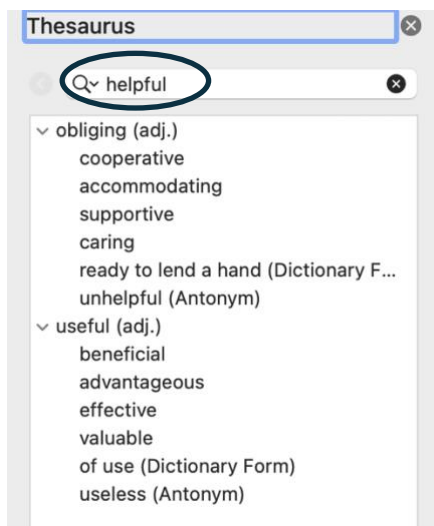 Thesaurus
helpful
obliging (adj.)
cooperative
accommodating
supportive
caring
ready to lend a hand (Dictionary F...
unhelpful (Antonym)
useful (adj.)
beneficial
advantageous
effective
valuable
of use (Dictionary Form)
useless (Antonym)